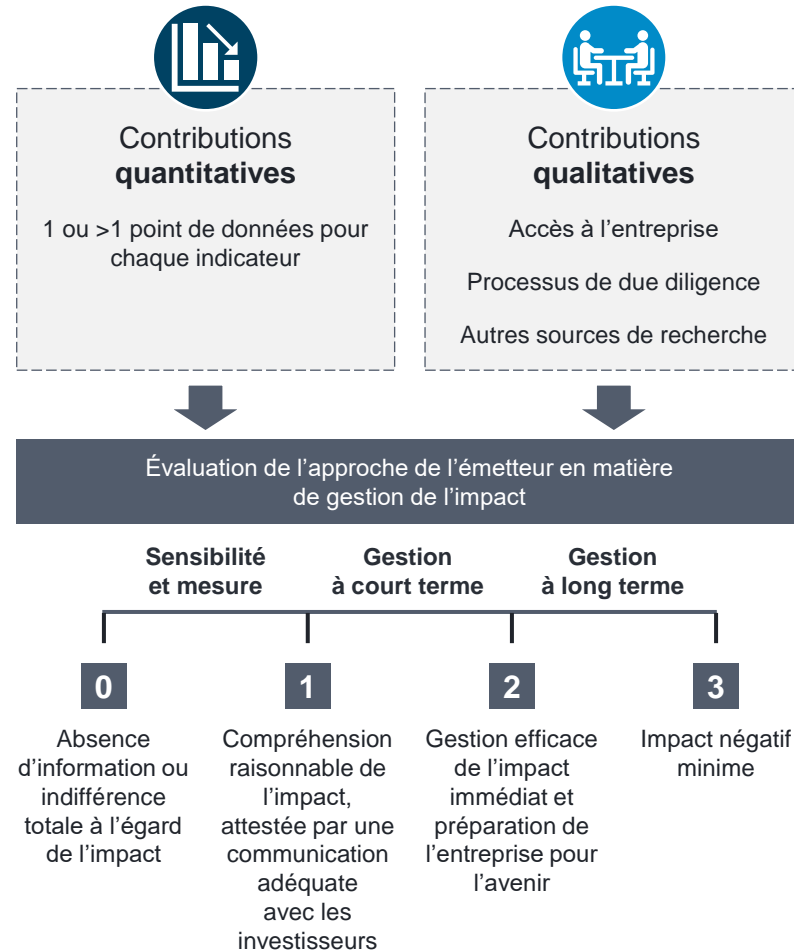 Contributions
quantitatives
1 ou >1 point de données pour
chaque indicateur
Contributions
qualitatives
Accès à l’entreprise
Processus de due diligence
Autres sources de recherche
Évaluation de l’approche de l’émetteur en matière
de gestion de l’impact
Sensibilité
et mesure
Gestion
à court terme
Gestion
à long terme
0
Absence
d’information ou
indifférence
totale à l’égard
de l’impact
1
Compréhension
raisonnable de
l’impact,
attestée par une
communication
adéquate
avec les
investisseurs
2
Gestion efficace
de l’impact
immédiat et
préparation de
l’entreprise pour
l’avenir
3
Impact négatif
minime